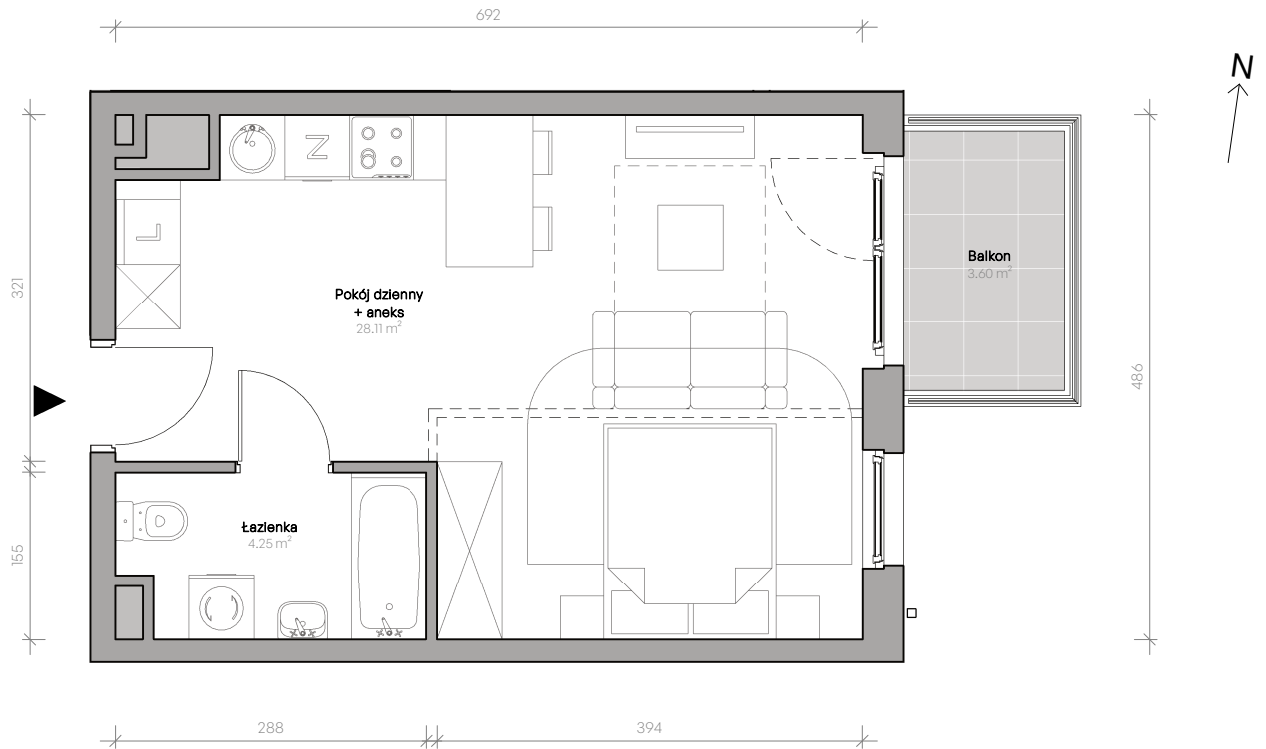 692
N
N
L
321
Pokój dzienny
+ aneks
28.11 m²
Balkon
3.60 m²
486
Łazienka
4.25 m²
155
288
394